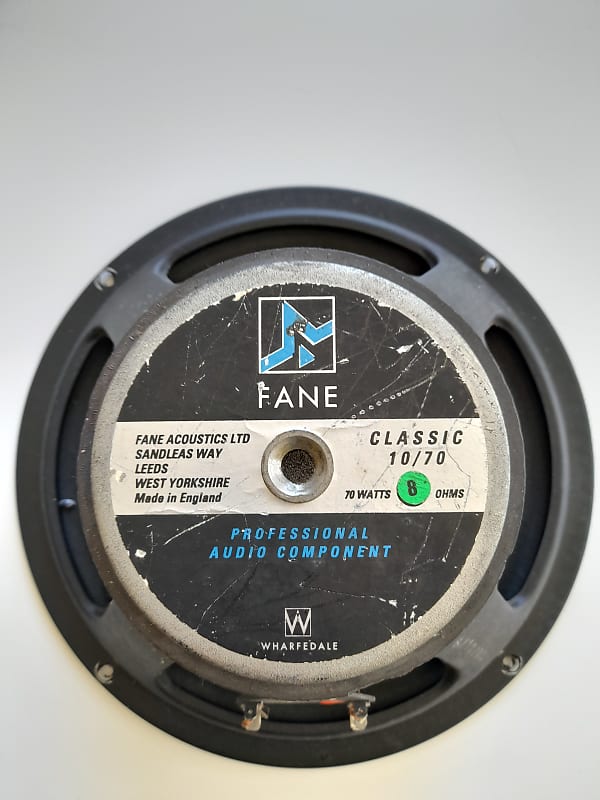 FANE
FANE ACOUSTICS LTD
SANDLEAS WAY
LEEDS
WEST YORKSHIRE
Made in England
CLASSIC
10/70
70 WATTS 8 OHMS
PROFESSIONAL
AUDIO COMPONENT
W
WHARFEDALE